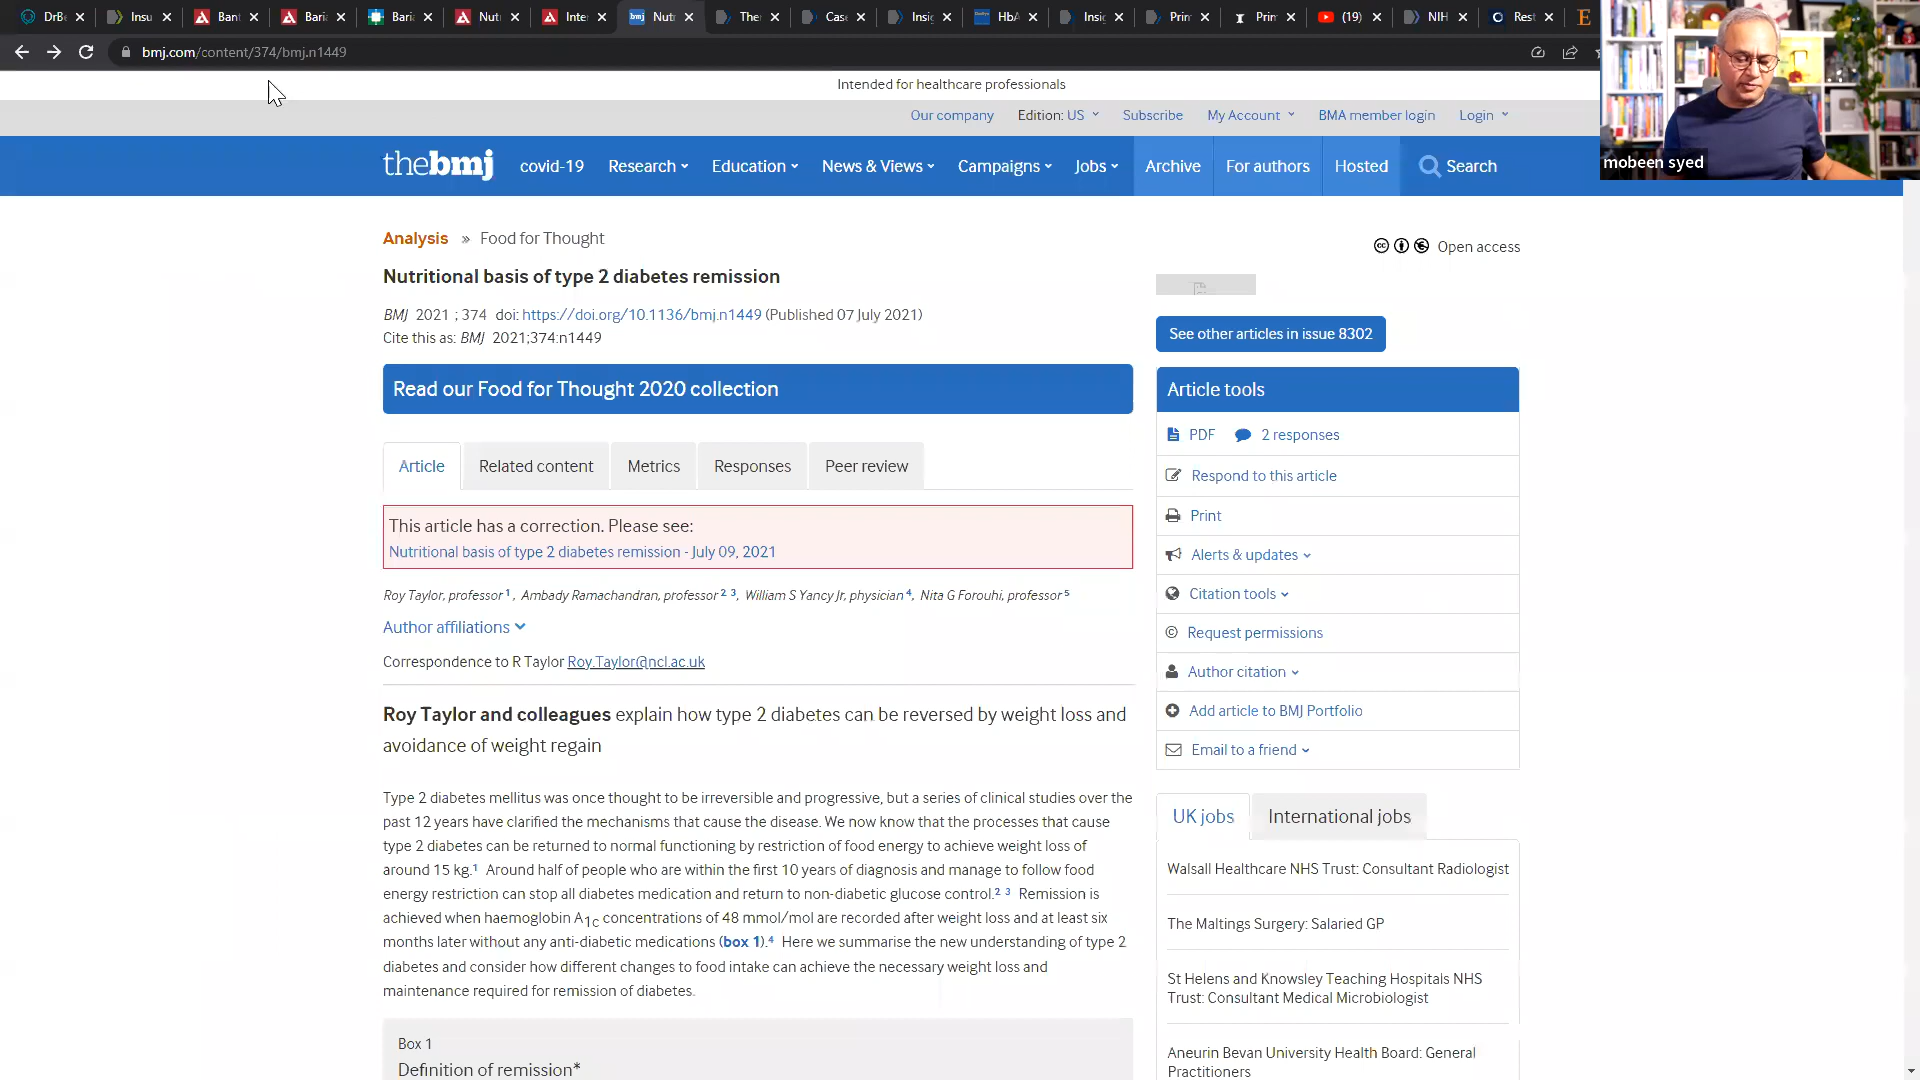 DrBe
Insu
Bant
Baria
Baria
Nutr
Inter
bmj
Nutr
Ther
Case
Insig
HbA
Insig
Prim
Prim
(19)
NIH
Rest
E
bmj.com/content/374/bmj.n1449
mobeen syed
Intended for healthcare professionals
Our company
Edition: US
Subscribe
My Account
BMA member login
Login
thebmj
covid-19
Research
Education
News & Views
Campaigns
Jobs
Archive
For authors
Hosted
Search
Analysis » Food for Thought
Open access
Nutritional basis of type 2 diabetes remission
BMJ 2021 ; 374 doi: https://doi.org/10.1136/bmj.n1449 (Published 07 July 2021)
Cite this as: BMJ 2021;374:n1449
Read our Food for Thought 2020 collection
Article
Related content
Metrics
Responses
Peer review
This article has a correction. Please see:
Nutritional basis of type 2 diabetes remission - July 09, 2021
Roy Taylor, professor 1, Ambady Ramachandran, professor 2 3, William S Yancy Jr, physician 4, Nita G Forouhi, professor 5
Author affiliations
Correspondence to R Taylor Roy.Taylor@ncl.ac.uk
Roy Taylor and colleagues explain how type 2 diabetes can be reversed by weight loss and
avoidance of weight regain
Type 2 diabetes mellitus was once thought to be irreversible and progressive, but a series of clinical studies over the
past 12 years have clarified the mechanisms that cause the disease. We now know that the processes that cause
type 2 diabetes can be returned to normal functioning by restriction of food energy to achieve weight loss of
around 15 kg.1 Around half of people who are within the first 10 years of diagnosis and manage to follow food
energy restriction can stop all diabetes medication and return to non-diabetic glucose control.2 3 Remission is
achieved when haemoglobin A1c concentrations of 48 mmol/mol are recorded after weight loss and at least six
months later without any anti-diabetic medications (box 1).4 Here we summarise the new understanding of type 2
diabetes and consider how different changes to food intake can achieve the necessary weight loss and
maintenance required for remission of diabetes.
Box 1
Definition of remission*
See other articles in issue 8302
Article tools
PDF
2 responses
Respond to this article
Print
Alerts & updates
Citation tools
Request permissions
Author citation
Add article to BMJ Portfolio
Email to a friend
UK jobs
International jobs
Walsall Healthcare NHS Trust: Consultant Radiologist
The Maltings Surgery: Salaried GP
St Helens and Knowsley Teaching Hospitals NHS
Trust: Consultant Medical Microbiologist
Aneurin Bevan University Health Board: General
Practitioners